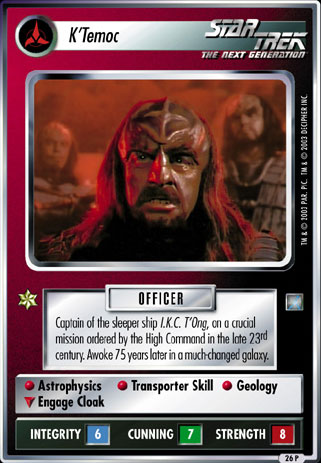 K'Temoc
STAR TREK
THE NEXT GENERATION
TM & © 2003 PAR. PIC. TM & © 2003 DECIPHER INC.
OFFICER
Captain of the sleeper ship I.K.C. T'Ong, on a crucial
mission ordered by the High Command in the late 23rd
century. Awoke 75 years later in a much-changed galaxy.
Astrophysics Transporter Skill Geology
Engage Cloak
INTEGRITY 6 CUNNING 7 STRENGTH 8
26 P